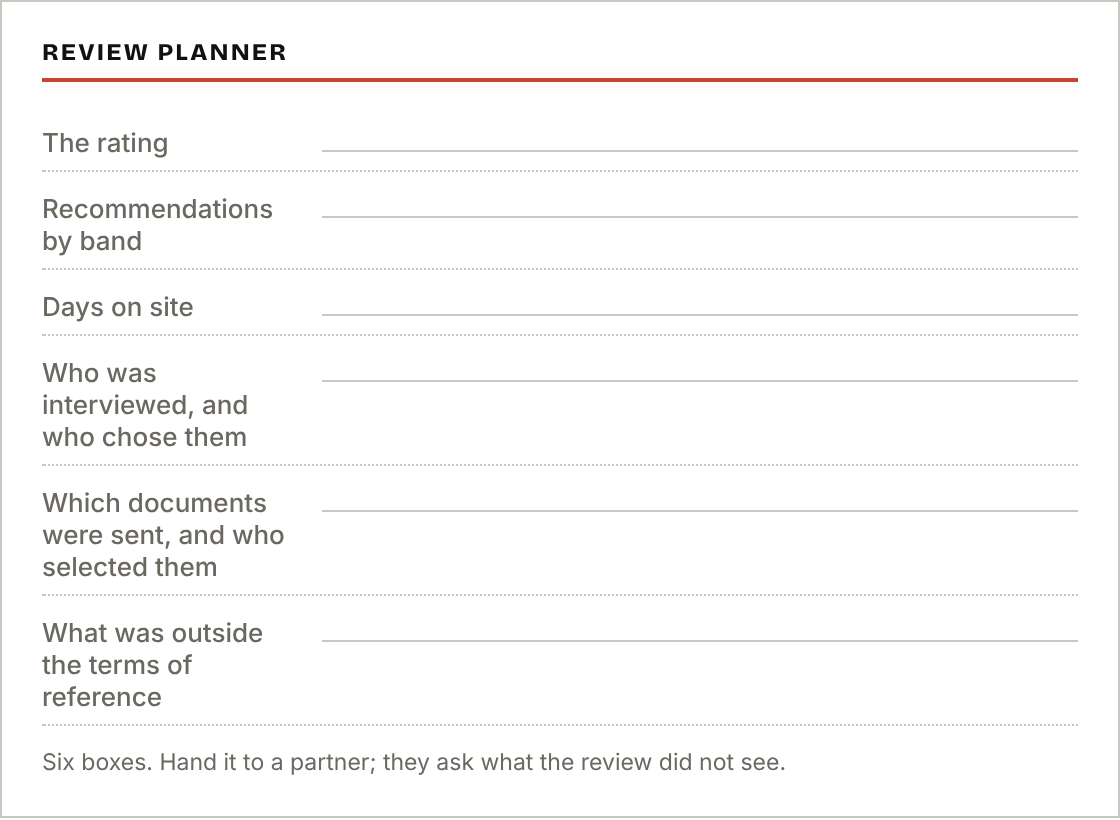 REVIEW PLANNER
The rating
Recommendations
by band
Days on site
Who was
interviewed, and
who chose them
Which documents
were sent, and who
selected them
What was outside
the terms of
reference
Six boxes. Hand it to a partner; they ask what the review did not see.